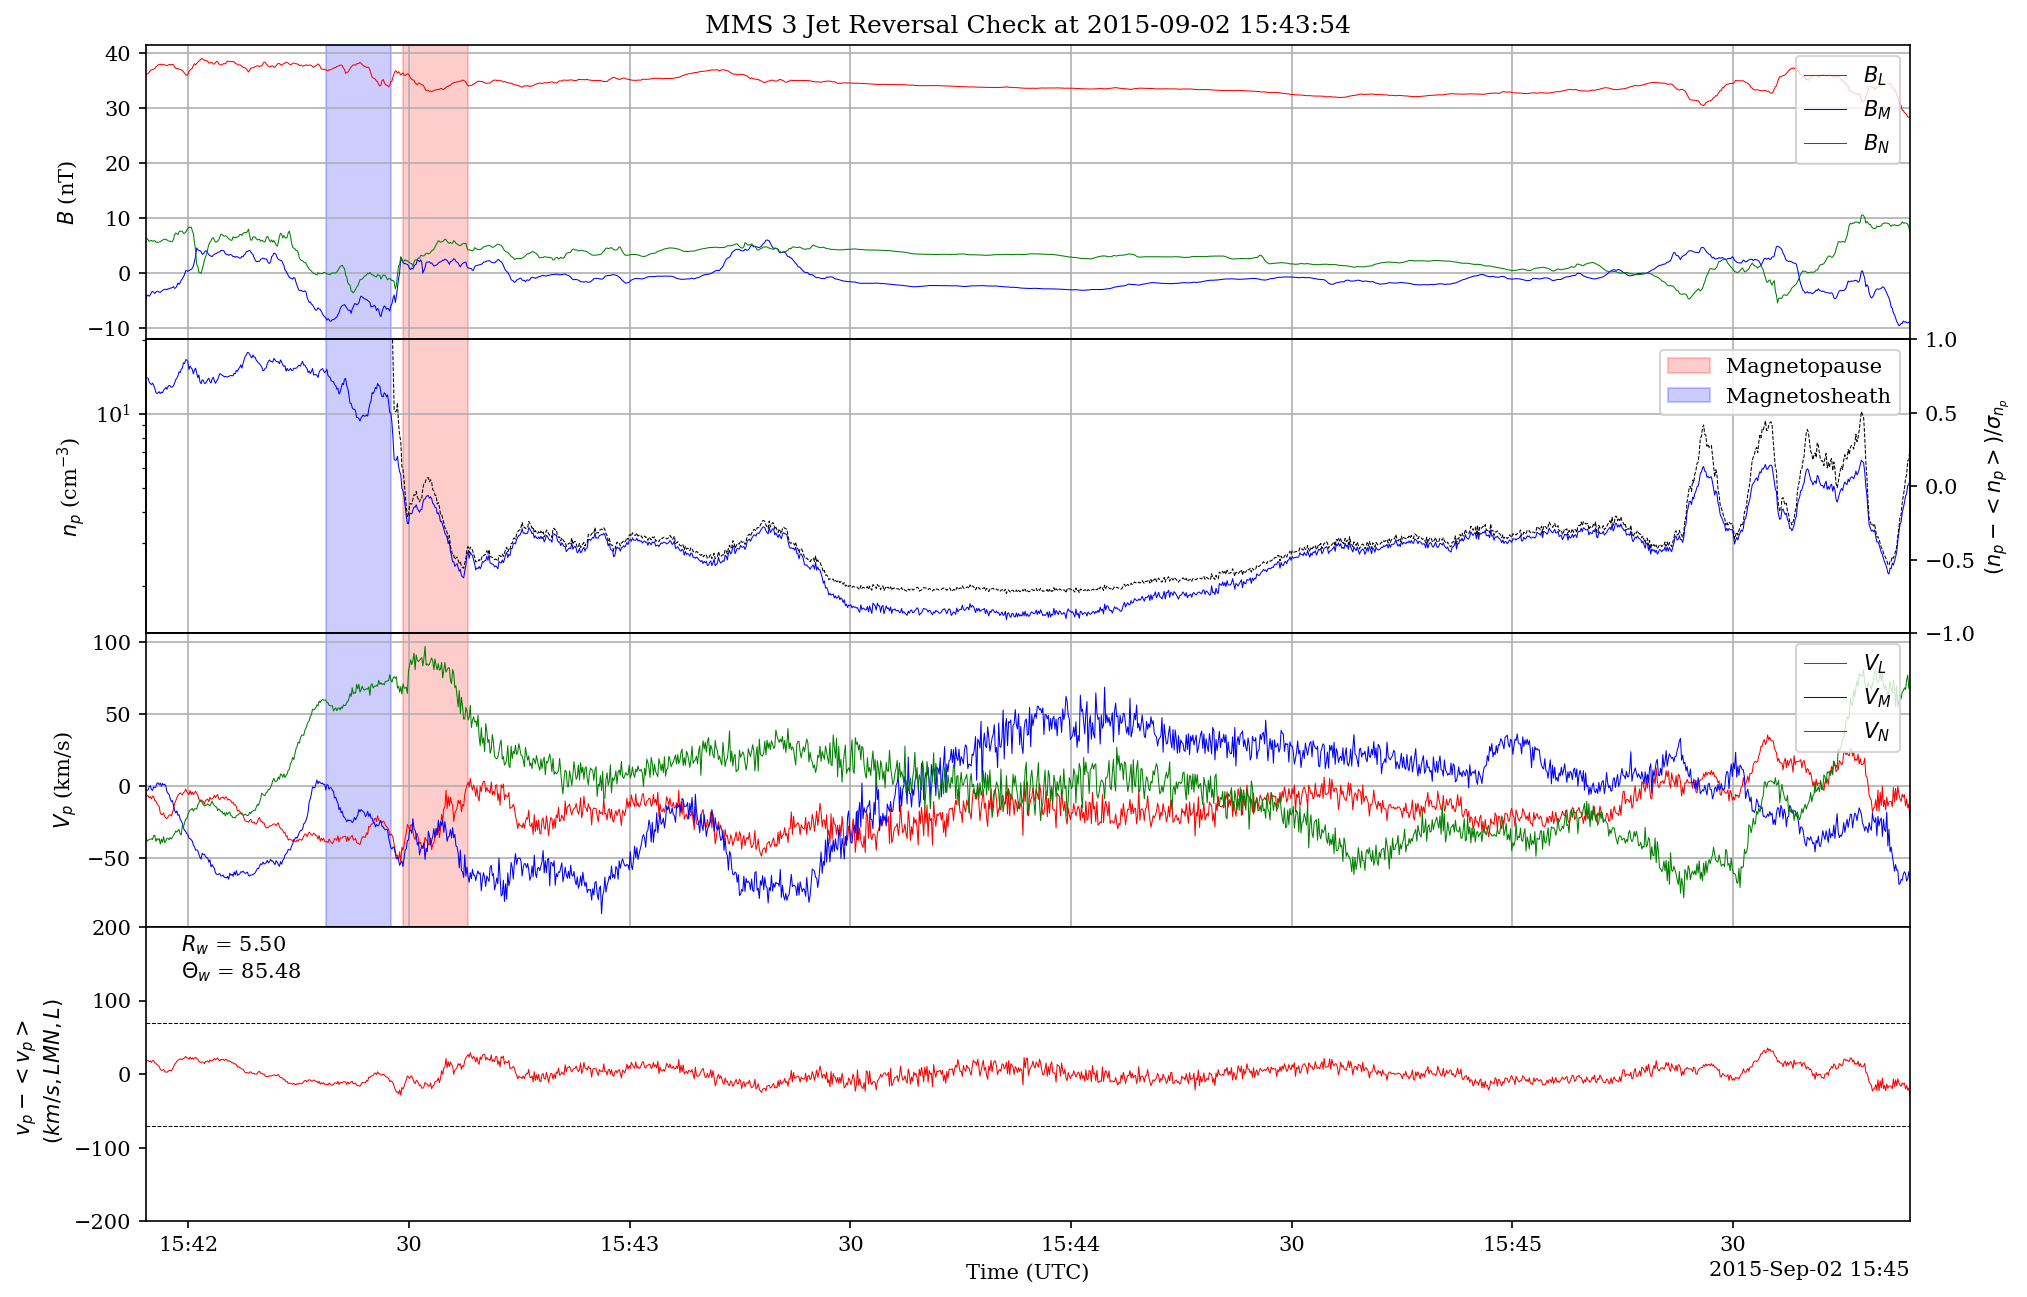 MMS 3 Jet Reversal Check at 2015-09-02 15:43:54
40
30
20
10
0
−10
B (nT)
B_L
B_M
B_N
10^1
n_p (cm^{−3})
Magnetopause
Magnetosheath
1.0
0.5
0.0
−0.5
−1.0
(n_p − < n_p >)/σ_{n_p}
100
50
0
−50
V_p (km/s)
V_L
V_M
V_N
200
100
0
−100
−200
v_p − < v_p >
(km/s, LMN, L)
R_w = 5.50
Θ_w = 85.48
15:42 30 15:43 30 15:44 30 15:45 30
Time (UTC)
2015-Sep-02 15:45